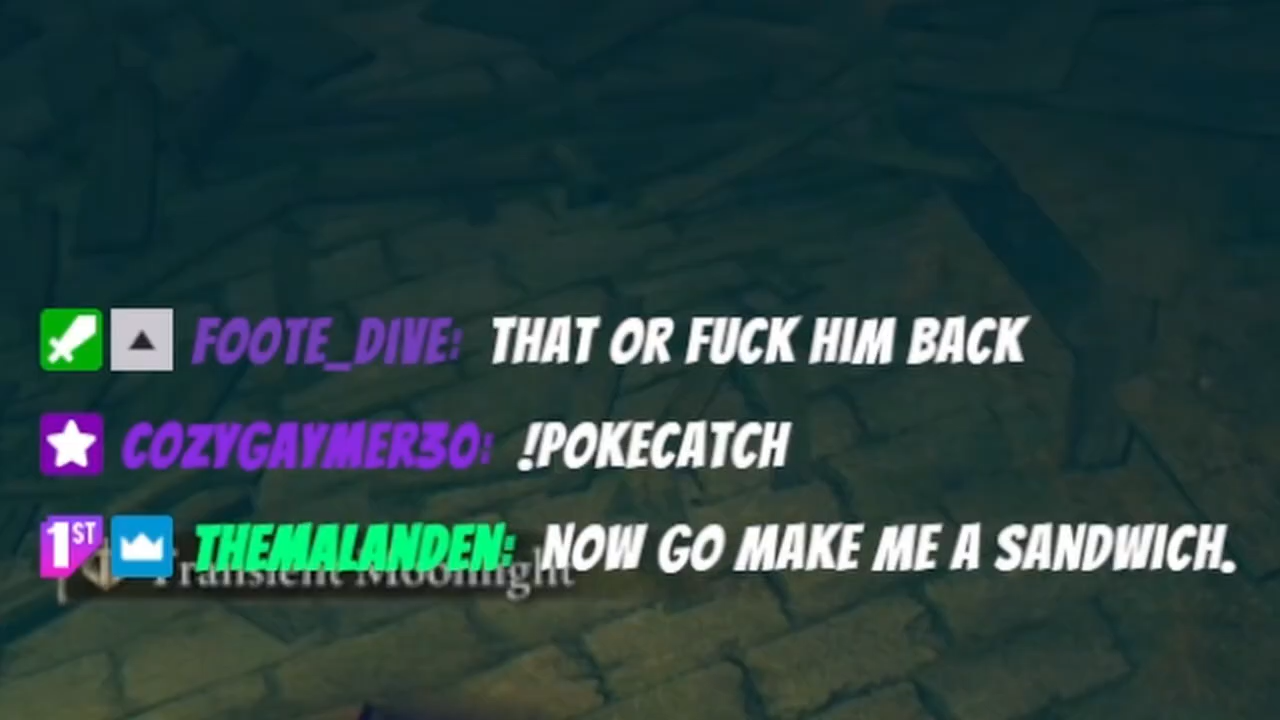 FOOTE_DIVE: THAT OR FUCK HIM BACK
COZYGAYMER30: !POKECATCH
1ST THEMALANDEN: NOW GO MAKE ME A SANDWICH.
Transient Moonlight